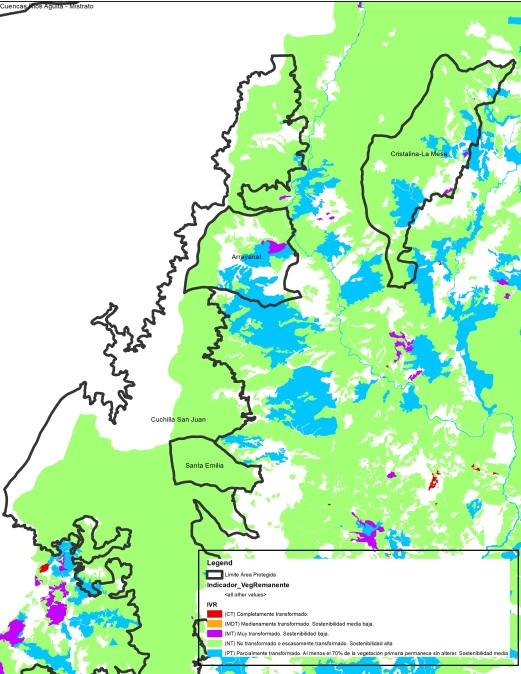 Cuencas Ríos Aguita - Mistrato
Cristalina-La Mesa
Arrayanal
Cuchilla San Juan
Santa Emilia
Legend
Límite Área Protegida
Indicador_VegRemanente
<all other values>
IVR
(CT) Completamente transformado.
(MDT) Medianamente transformado. Sostenibilidad media baja.
(MT) Muy transformado. Sostenibilidad baja.
(NT) No transformado o escasamente transformado. Sostenibilidad alta
(PT) Parcialmente transformado. Al menos el 70% de la vegetación primaria permanece sin alterar. Sostenibilidad media.